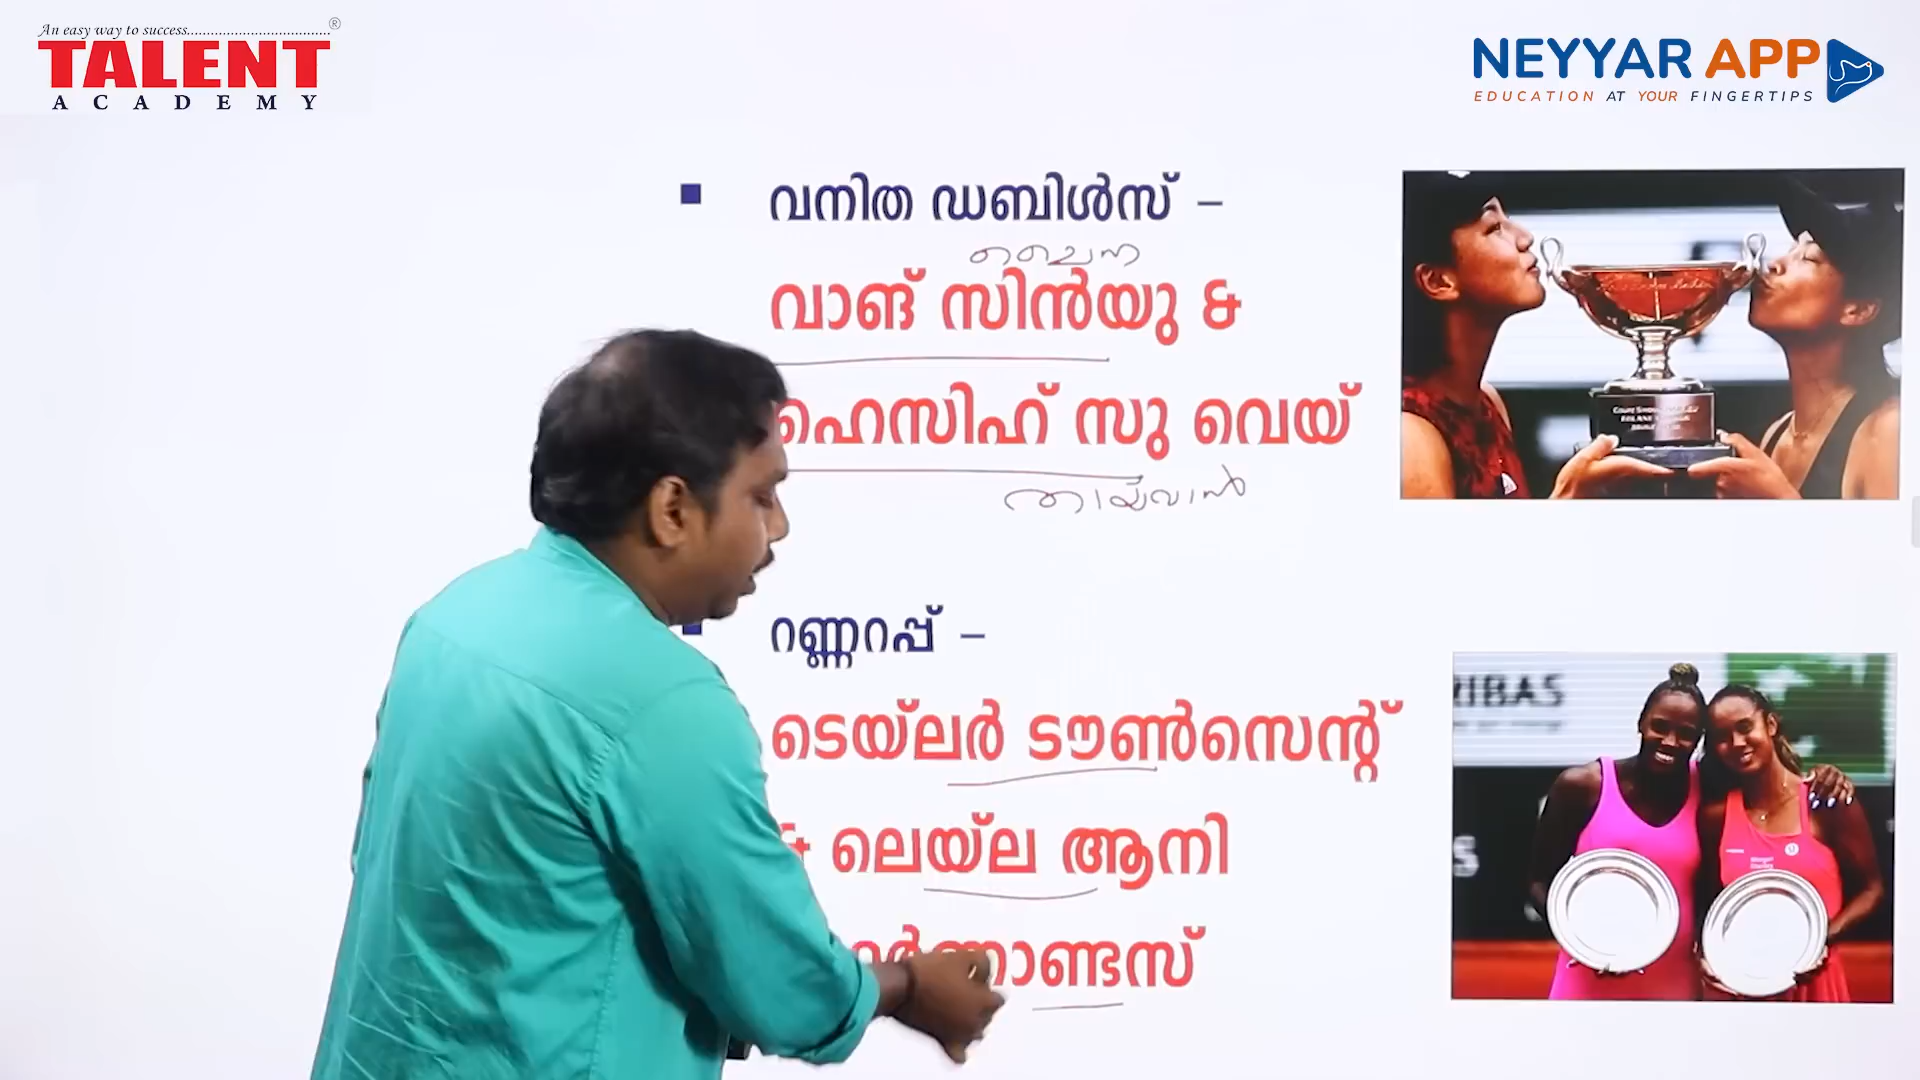 An easy way to success....................................®
TALENT
ACADEMY
NEYYAR APP
EDUCATION AT YOUR FINGERTIPS
▪ വനിത ഡബിൾസ് –
ചൈന
വാങ് സിൻയു &
ഹൈസിഹ് സു വെയ്
തായ്‌വാൻ
റണ്ണറപ്പ് –
ടെയ്‌ലർ ടൗൺസെന്റ്
& ലെയ്‌ല ആനി
RIBAS